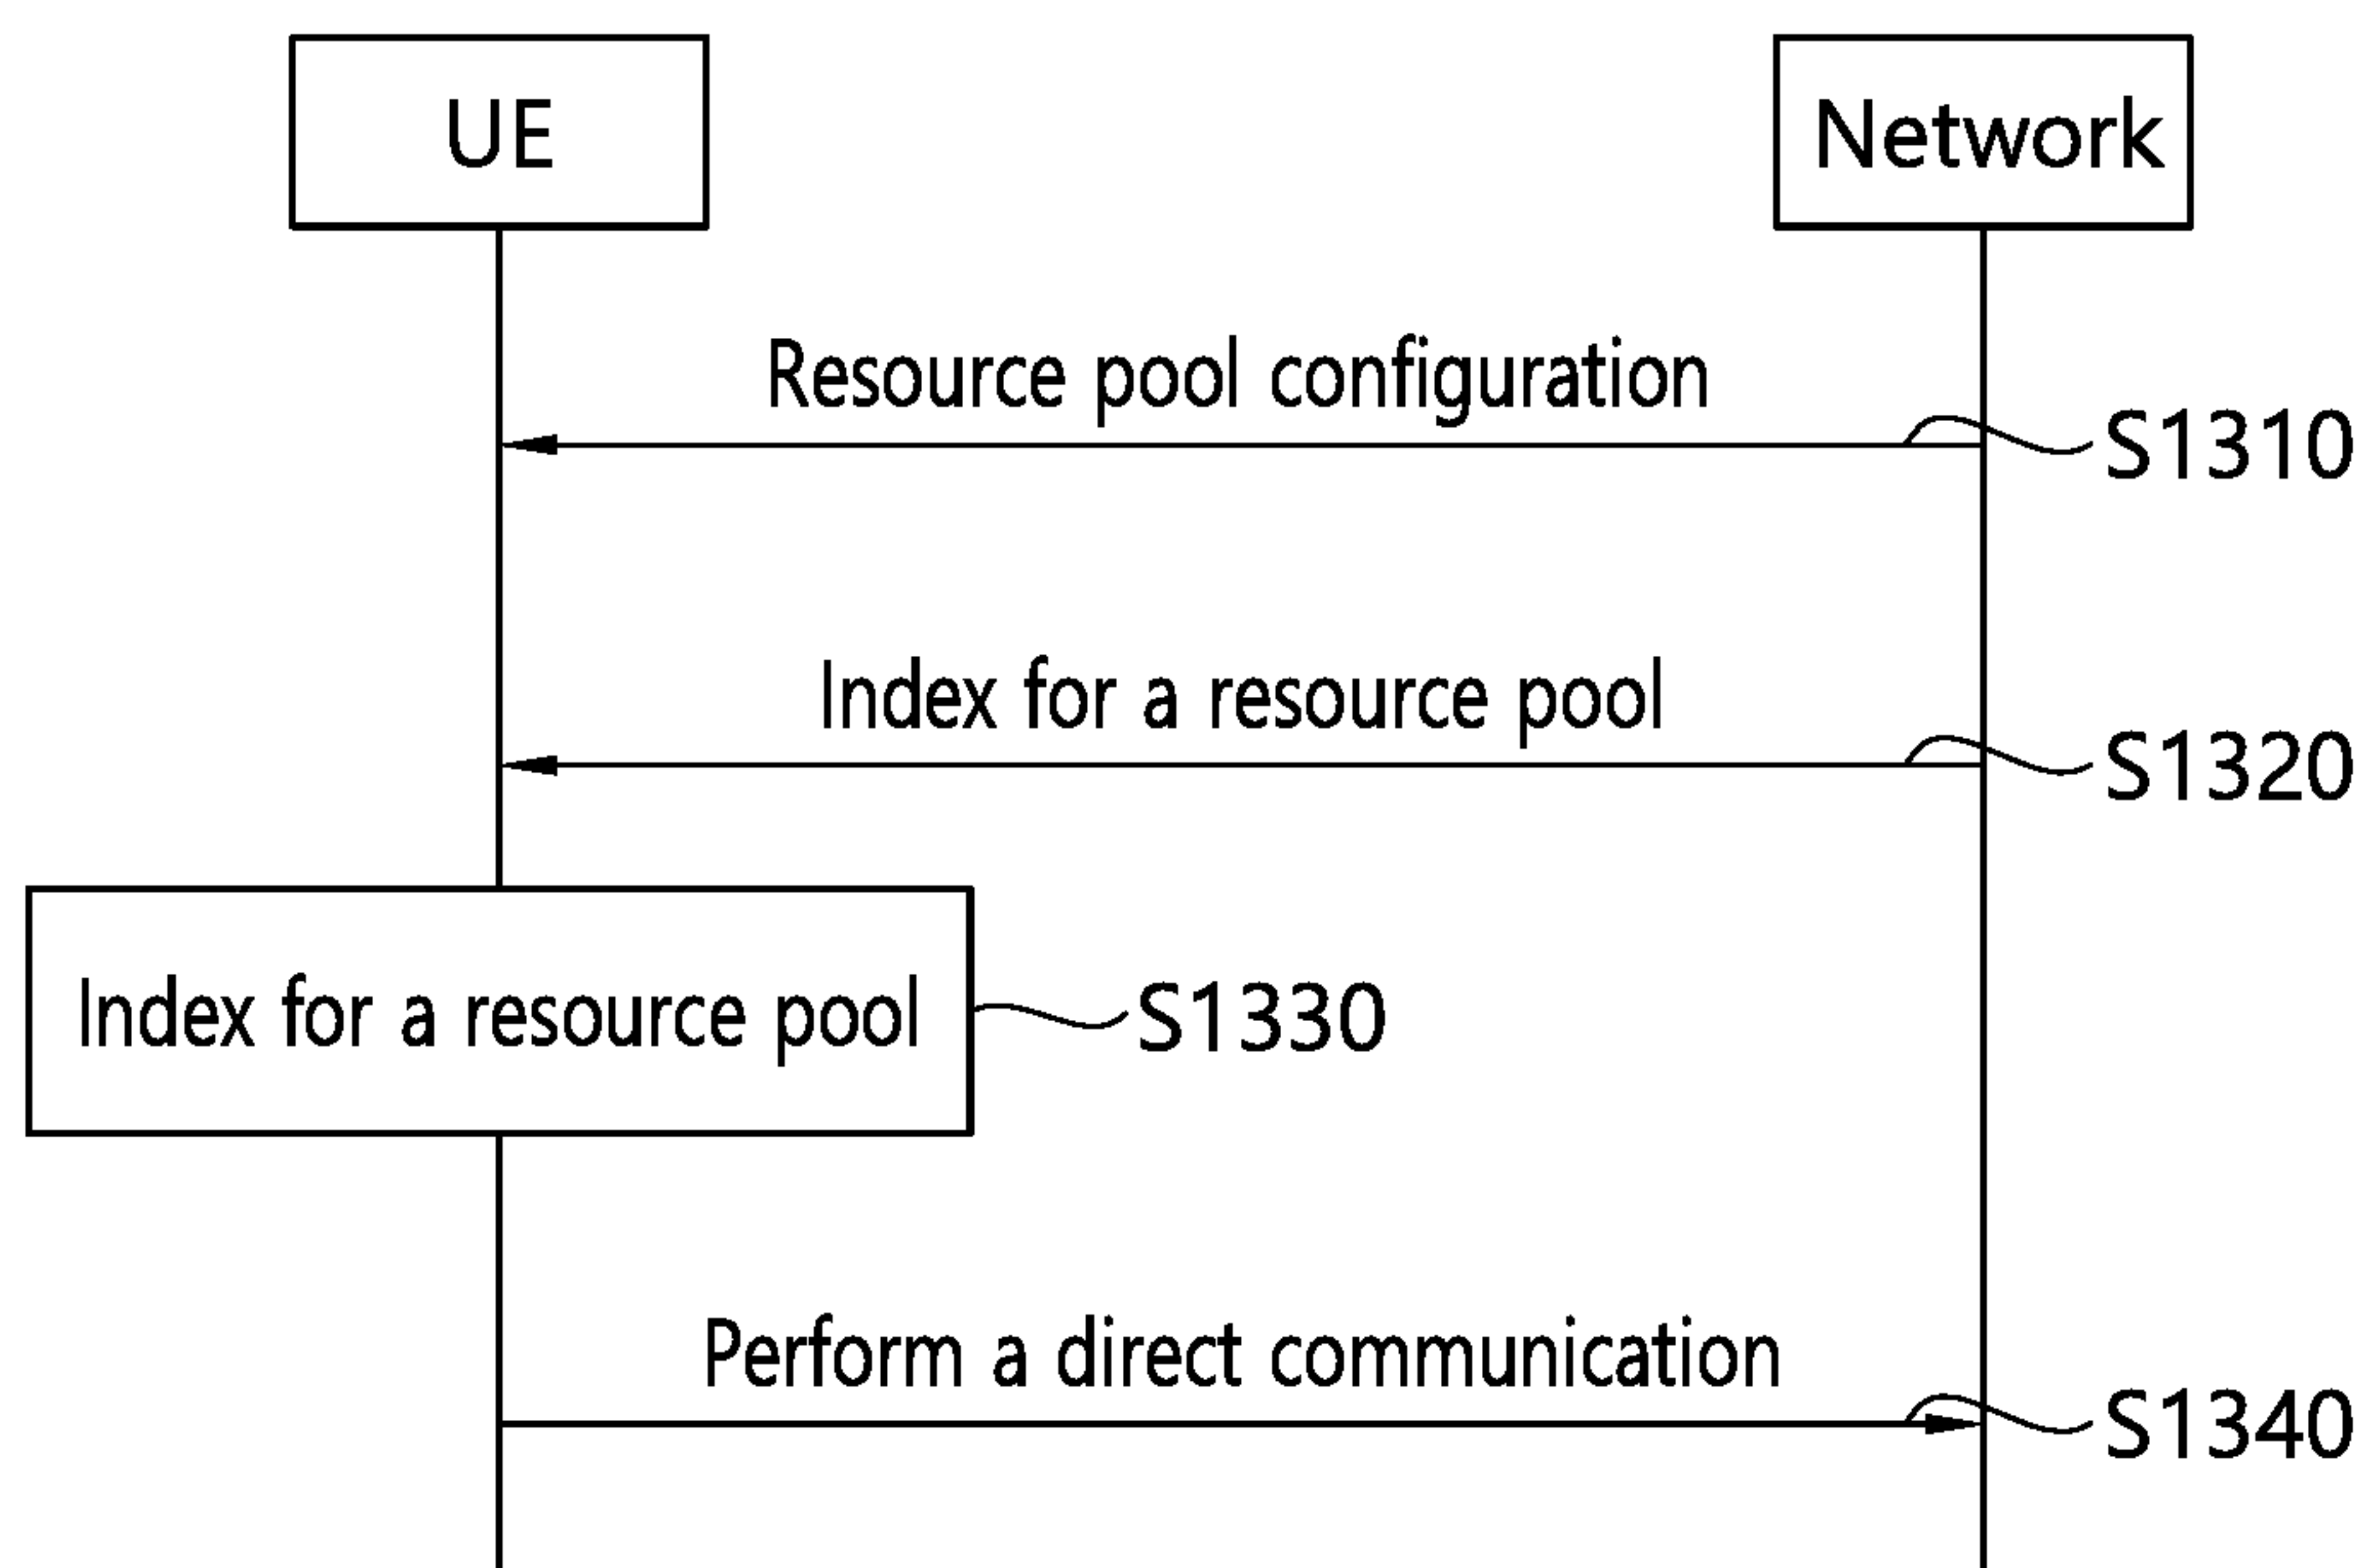 UE
Network
Resource pool configuration
S1310
Index for a resource pool
S1320
Index for a resource pool
S1330
Perform a direct communication
S1340